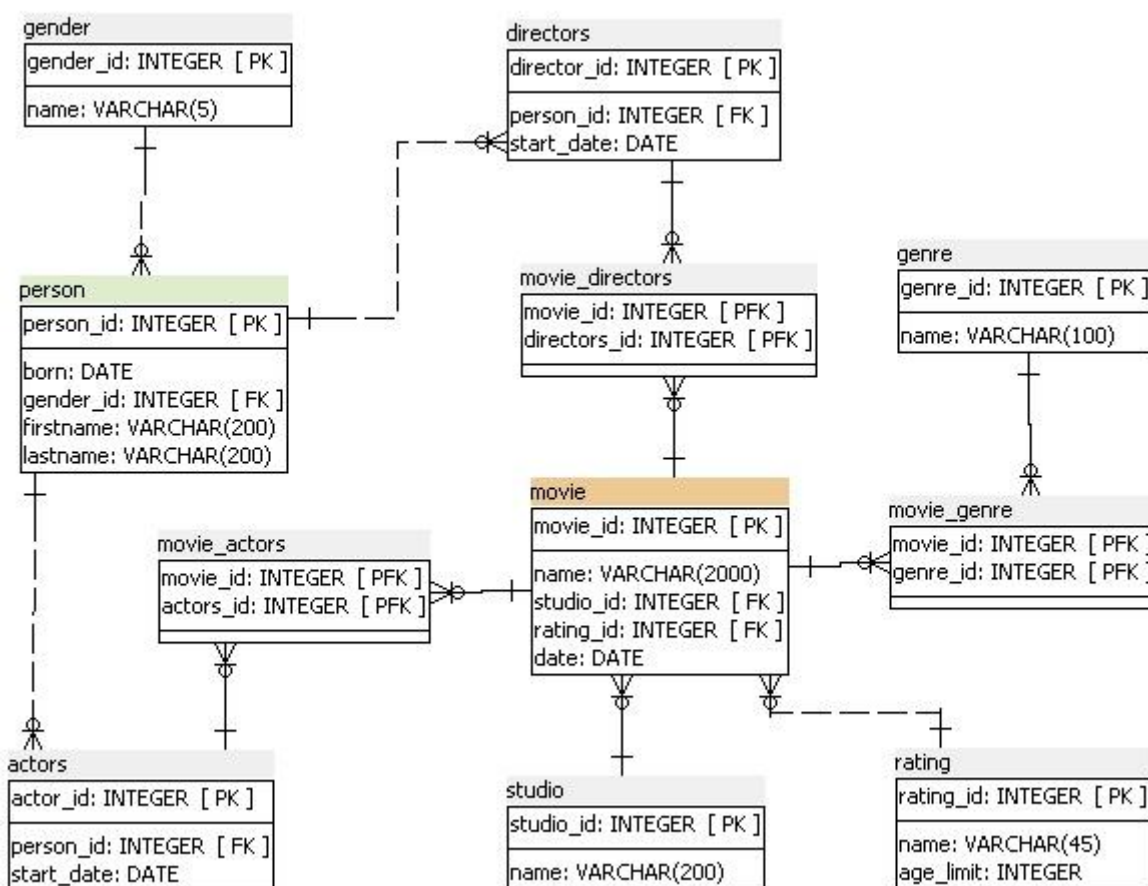 gender
gender_id: INTEGER [ PK ]
name: VARCHAR(5)
directors
director_id: INTEGER [ PK ]
person_id: INTEGER [ FK ]
start_date: DATE
person
person_id: INTEGER [ PK ]
born: DATE
gender_id: INTEGER [ FK ]
firstname: VARCHAR(200)
lastname: VARCHAR(200)
movie_directors
movie_id: INTEGER [ PFK ]
directors_id: INTEGER [ PFK ]
genre
genre_id: INTEGER [ PK ]
name: VARCHAR(100)
movie_actors
movie_id: INTEGER [ PFK ]
actors_id: INTEGER [ PFK ]
movie
movie_id: INTEGER [ PK ]
name: VARCHAR(2000)
studio_id: INTEGER [ FK ]
rating_id: INTEGER [ FK ]
date: DATE
movie_genre
movie_id: INTEGER [ PFK ]
genre_id: INTEGER [ PFK ]
actors
actor_id: INTEGER [ PK ]
person_id: INTEGER [ FK ]
start_date: DATE
studio
studio_id: INTEGER [ PK ]
name: VARCHAR(200)
rating
rating_id: INTEGER [ PK ]
name: VARCHAR(45)
age_limit: INTEGER